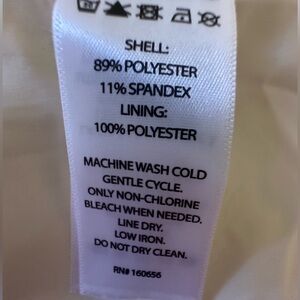 SHELL:
89% POLYESTER
11% SPANDEX
LINING:
100% POLYESTER
MACHINE WASH COLD
GENTLE CYCLE.
ONLY NON-CHLORINE
BLEACH WHEN NEEDED.
LINE DRY.
LOW IRON.
DO NOT DRY CLEAN.
RN# 160656